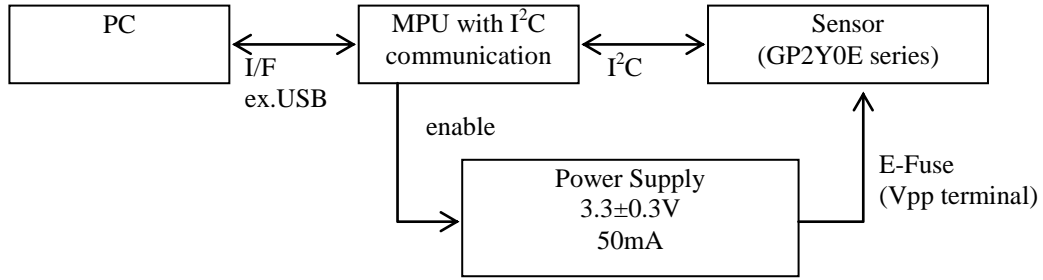 PC
MPU with I²C
communication
Sensor
(GP2Y0E series)
I/F
ex.USB
I²C
enable
E-Fuse
(Vpp terminal)
Power Supply
3.3±0.3V
50mA